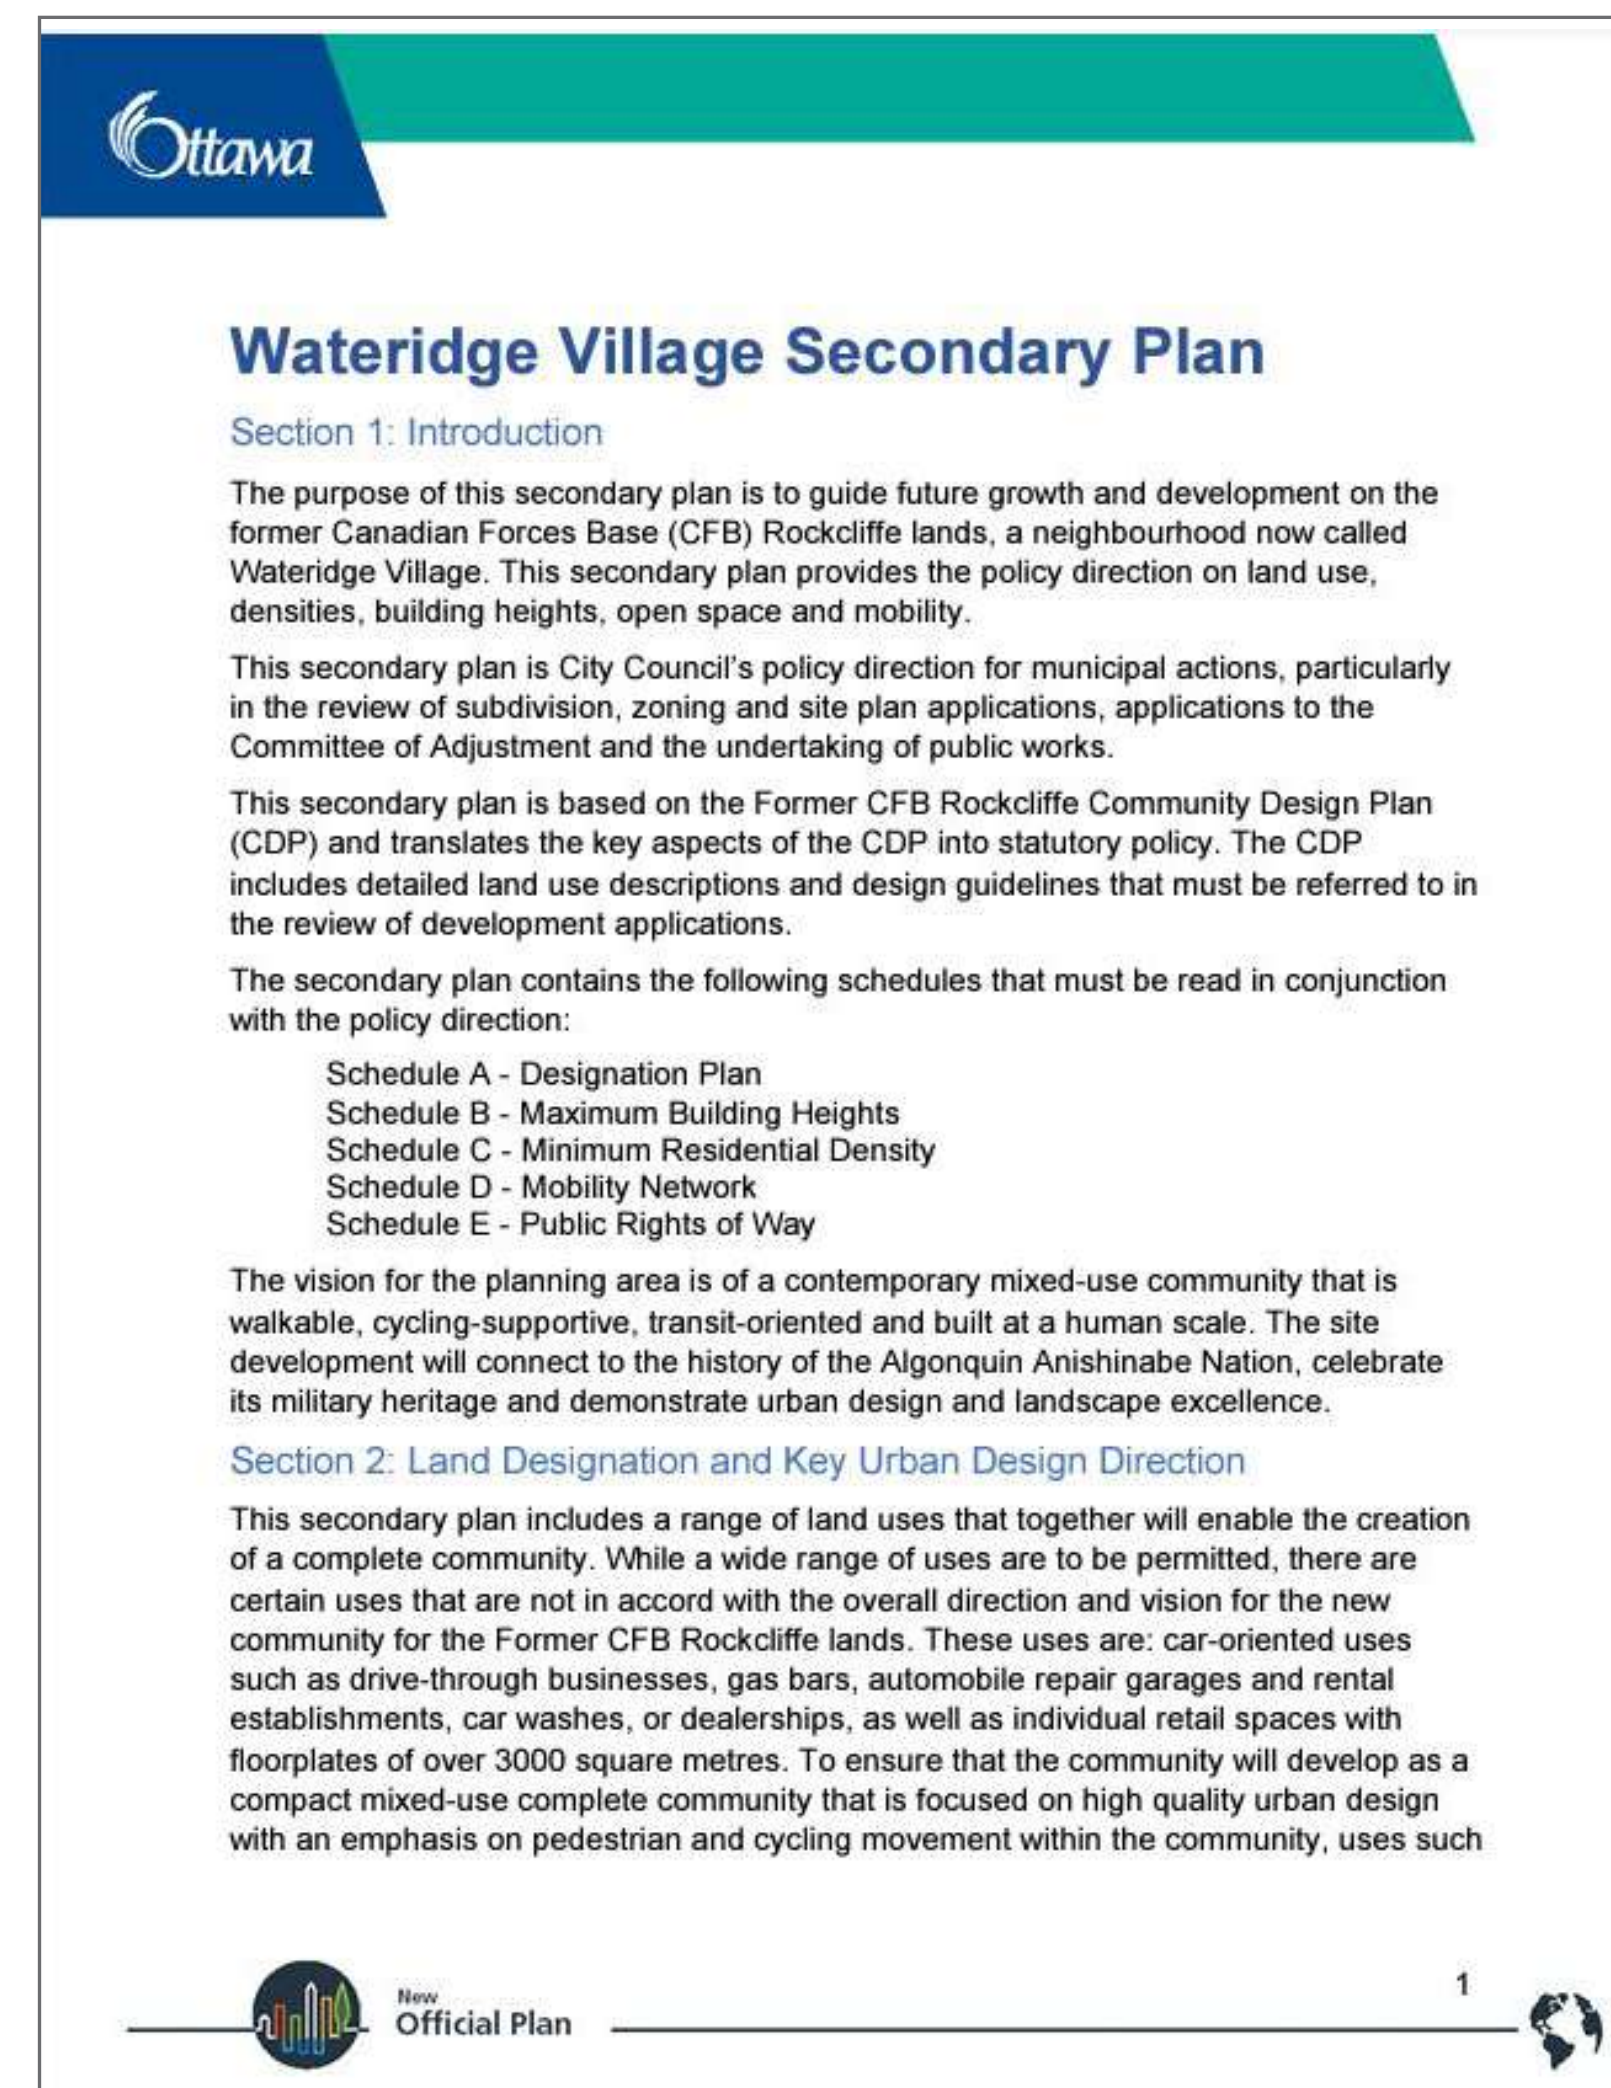 Ottawa
Wateridge Village Secondary Plan
Section 1: Introduction
The purpose of this secondary plan is to guide future growth and development on the
former Canadian Forces Base (CFB) Rockcliffe lands, a neighbourhood now called
Wateridge Village. This secondary plan provides the policy direction on land use,
densities, building heights, open space and mobility.
This secondary plan is City Council's policy direction for municipal actions, particularly
in the review of subdivision, zoning and site plan applications, applications to the
Committee of Adjustment and the undertaking of public works.
This secondary plan is based on the Former CFB Rockcliffe Community Design Plan
(CDP) and translates the key aspects of the CDP into statutory policy. The CDP
includes detailed land use descriptions and design guidelines that must be referred to in
the review of development applications.
The secondary plan contains the following schedules that must be read in conjunction
with the policy direction:
Schedule A - Designation Plan
Schedule B - Maximum Building Heights
Schedule C - Minimum Residential Density
Schedule D - Mobility Network
Schedule E - Public Rights of Way
The vision for the planning area is of a contemporary mixed-use community that is
walkable, cycling-supportive, transit-oriented and built at a human scale. The site
development will connect to the history of the Algonquin Anishinabe Nation, celebrate
its military heritage and demonstrate urban design and landscape excellence.
Section 2: Land Designation and Key Urban Design Direction
This secondary plan includes a range of land uses that together will enable the creation
of a complete community. While a wide range of uses are to be permitted, there are
certain uses that are not in accord with the overall direction and vision for the new
community for the Former CFB Rockcliffe lands. These uses are: car-oriented uses
such as drive-through businesses, gas bars, automobile repair garages and rental
establishments, car washes, or dealerships, as well as individual retail spaces with
floorplates of over 3000 square metres. To ensure that the community will develop as a
compact mixed-use complete community that is focused on high quality urban design
with an emphasis on pedestrian and cycling movement within the community, uses such
1
New
Official Plan